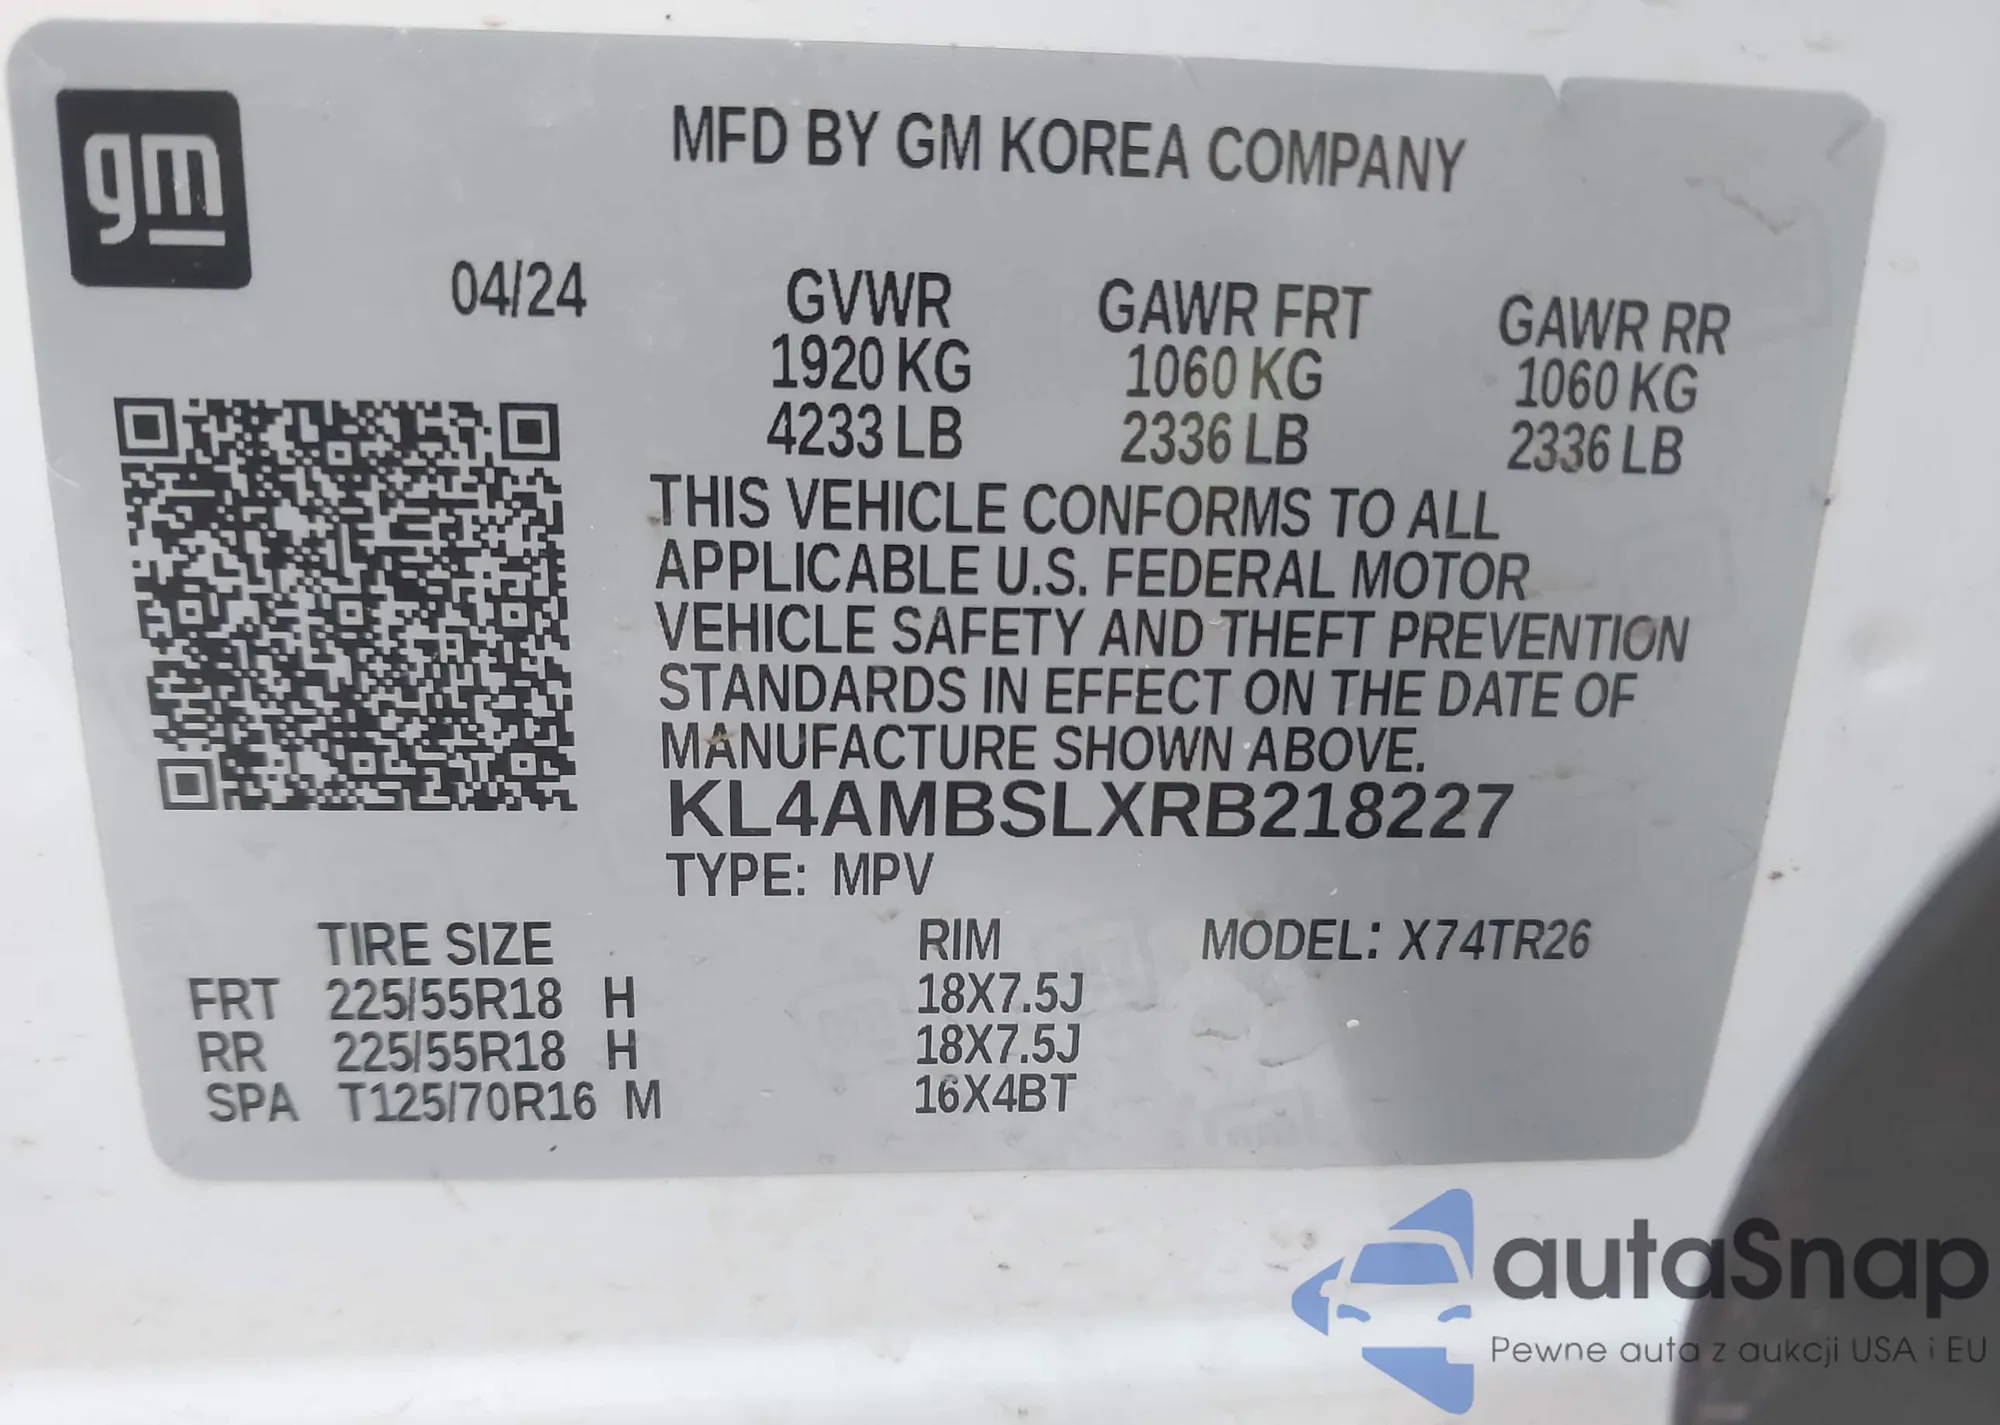 gm
MFD BY GM KOREA COMPANY
04/24
GVWR
1920 KG
4233 LB
GAWR FRT
1060 KG
2336 LB
GAWR RR
1060 KG
2336 LB
THIS VEHICLE CONFORMS TO ALL
APPLICABLE U.S. FEDERAL MOTOR
VEHICLE SAFETY AND THEFT PREVENTION
STANDARDS IN EFFECT ON THE DATE OF
MANUFACTURE SHOWN ABOVE.
KL4AMBSLXRB218227
TYPE: MPV
TIRE SIZE RIM MODEL: X74TR26
FRT 225/55R18 H 18X7.5J
RR 225/55R18 H 18X7.5J
SPA T125/70R16 M 16X4BT
autaSnap
Pewne auta z aukcji USA i EU